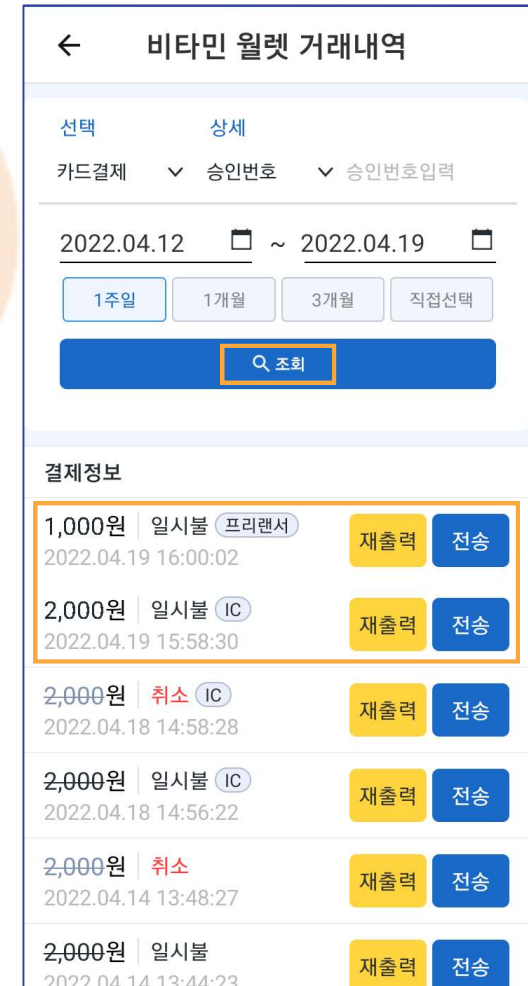 비타민 월렛 거래내역
선택 상세
카드결제 승인번호 승인번호입력
2022.04.12 ~ 2022.04.19
1주일 1개월 3개월 직접선택
조회
결제정보
1,000원 일시불 프리랜서 재출력 전송
2022.04.19 16:00:02
2,000원 일시불 IC 재출력 전송
2022.04.19 15:58:30
2,000원 취소 IC 재출력 전송
2022.04.18 14:58:28
2,000원 일시불 IC 재출력 전송
2022.04.18 14:56:22
2,000원 취소 재출력 전송
2022.04.14 13:48:27
2,000원 일시불 재출력 전송
2022.04.14 13:44:23